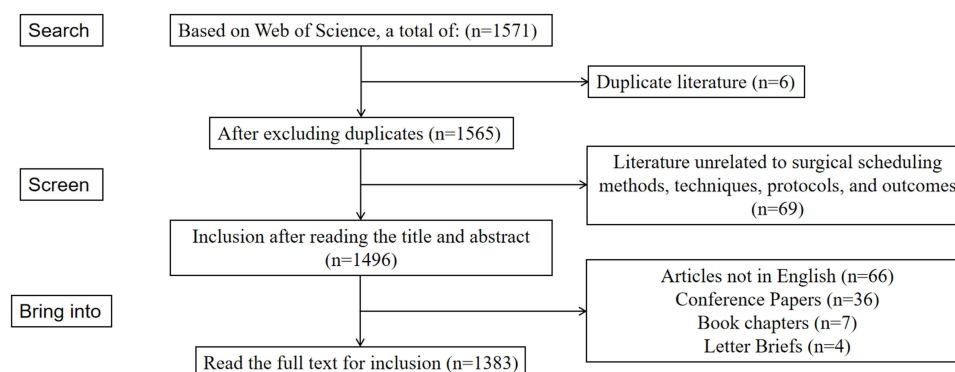 Search
Based on Web of Science, a total of: (n=1571)
Duplicate literature (n=6)
After excluding duplicates (n=1565)
Screen
Literature unrelated to surgical scheduling
methods, techniques, protocols, and outcomes
(n=69)
Inclusion after reading the title and abstract
(n=1496)
Bring into
Articles not in English (n=66)
Conference Papers (n=36)
Book chapters (n=7)
Letter Briefs (n=4)
Read the full text for inclusion (n=1383)